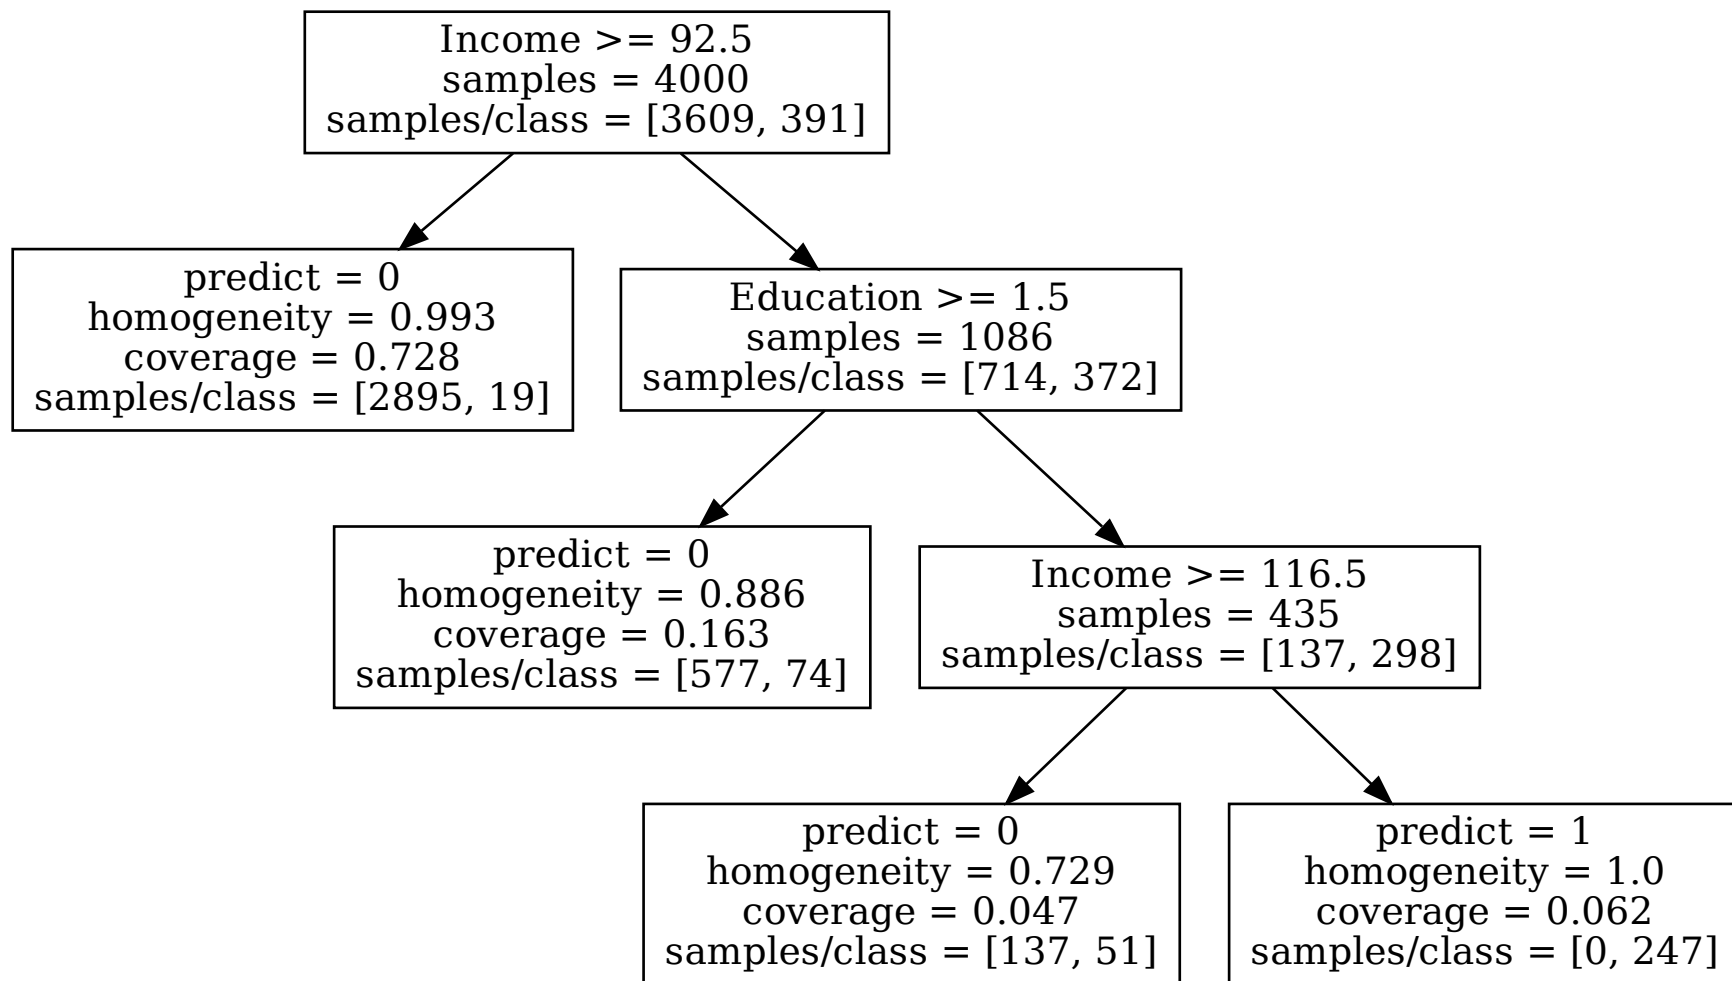 Income >= 92.5
samples = 4000
samples/class = [3609, 391]
predict = 0
homogeneity = 0.993
coverage = 0.728
samples/class = [2895, 19]
Education >= 1.5
samples = 1086
samples/class = [714, 372]
predict = 0
homogeneity = 0.886
coverage = 0.163
samples/class = [577, 74]
Income >= 116.5
samples = 435
samples/class = [137, 298]
predict = 0
homogeneity = 0.729
coverage = 0.047
samples/class = [137, 51]
predict = 1
homogeneity = 1.0
coverage = 0.062
samples/class = [0, 247]